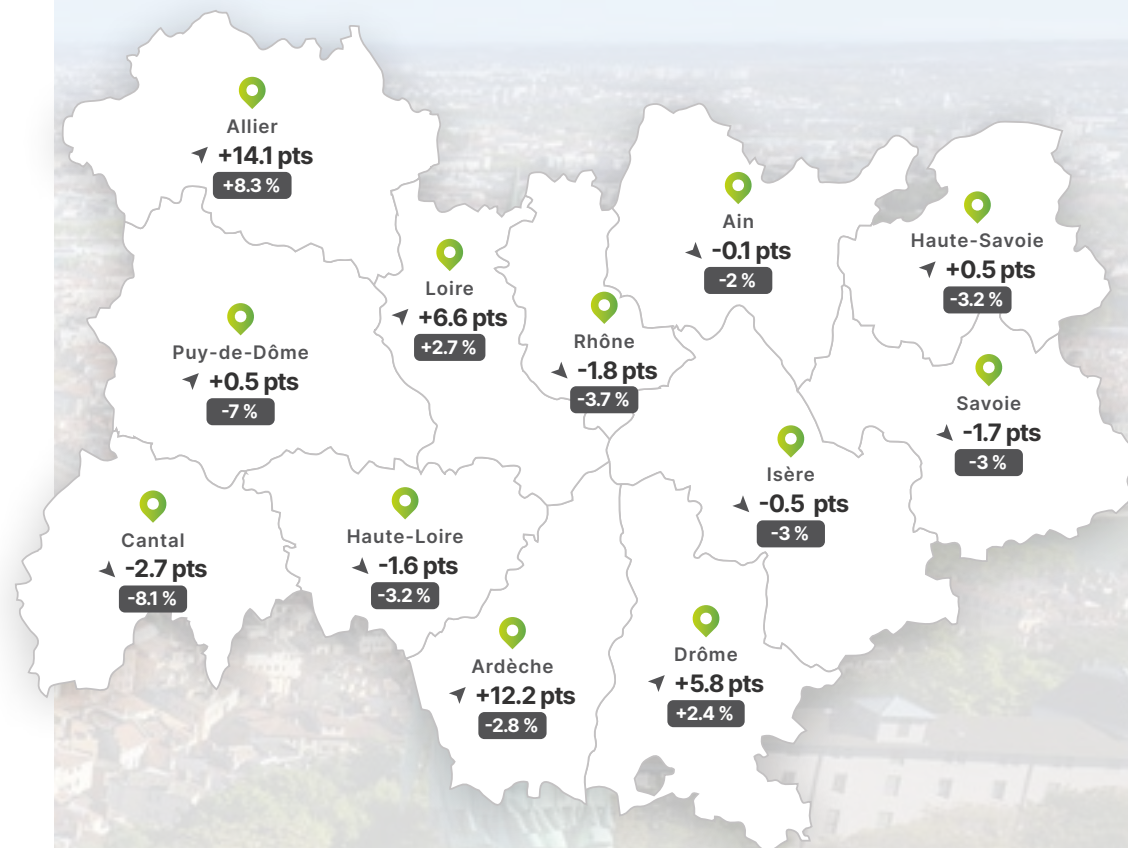 Allier
+14.1 pts
+8.3 %
Ain
-0.1 pts
-2 %
Haute-Savoie
+0.5 pts
-3.2 %
Loire
+6.6 pts
+2.7 %
Rhône
-1.8 pts
-3.7 %
Puy-de-Dôme
+0.5 pts
-7 %
Savoie
-1.7 pts
-3 %
Isère
-0.5 pts
-3 %
Cantal
-2.7 pts
-8.1 %
Haute-Loire
-1.6 pts
-3.2 %
Ardèche
+12.2 pts
-2.8 %
Drôme
+5.8 pts
+2.4 %